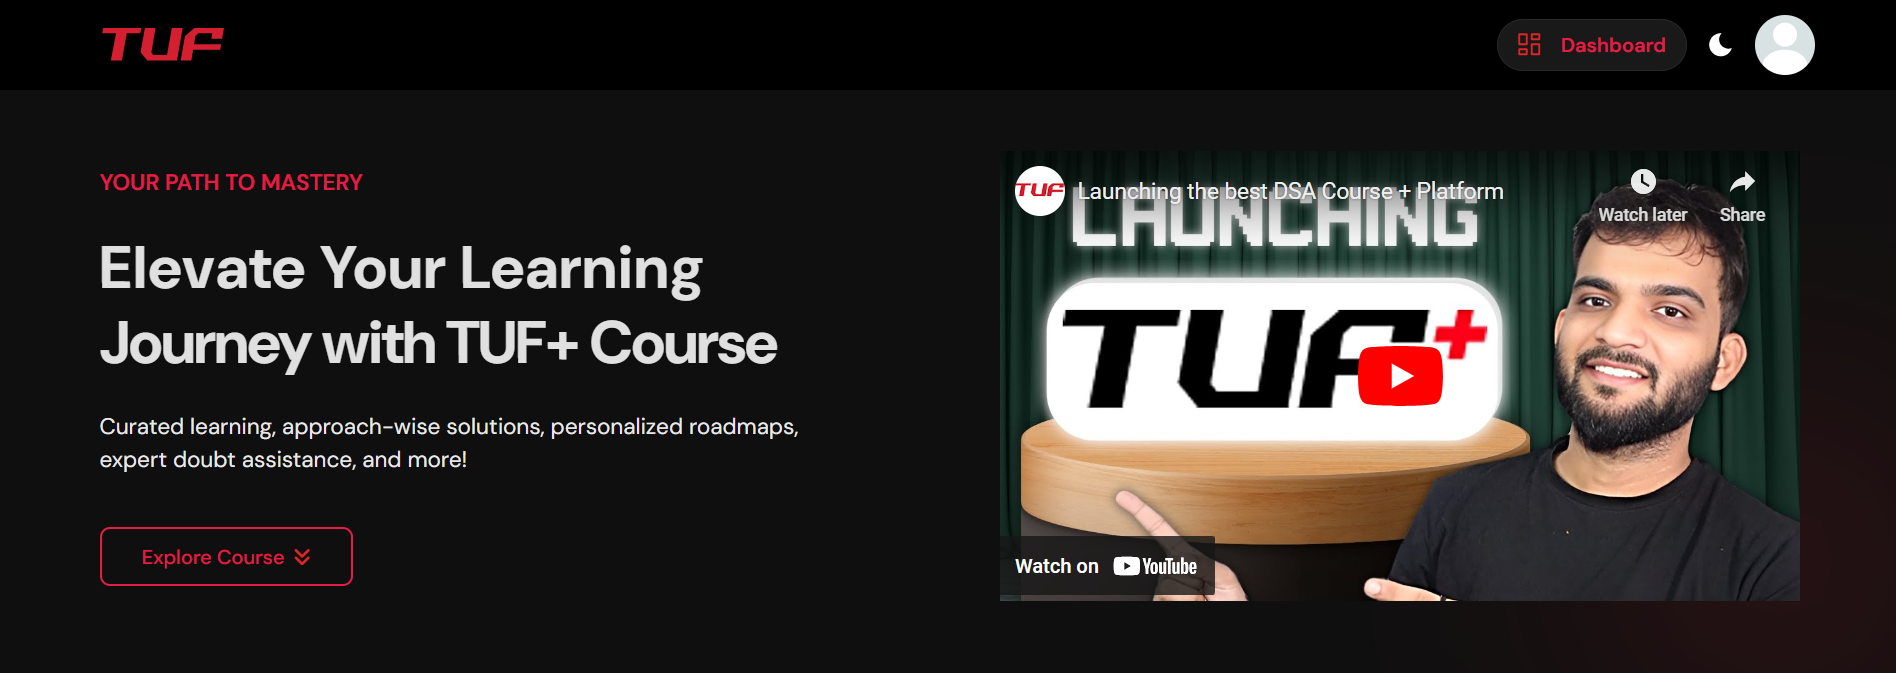 TUF
Dashboard
YOUR PATH TO MASTERY
Elevate Your Learning
Journey with TUF+ Course
Curated learning, approach-wise solutions, personalized roadmaps,
expert doubt assistance, and more!
Explore Course
TUF
Launching the best DSA Course + Platform
Watch later
Share
LAUNCHING
TUF+
Watch on YouTube